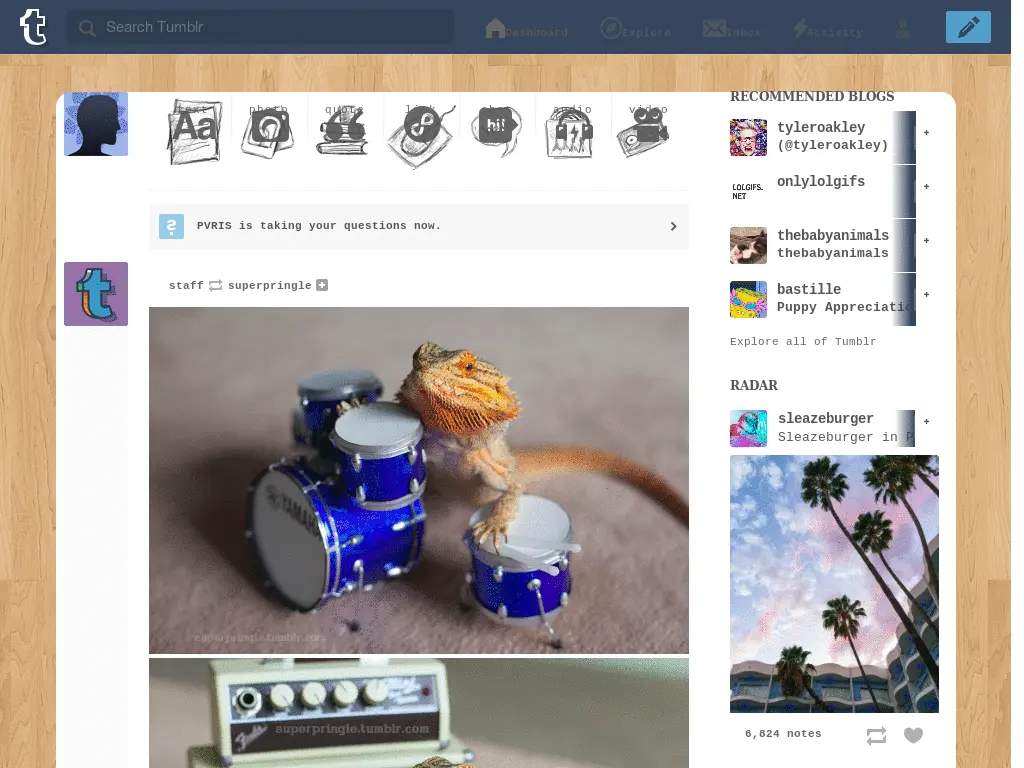 Search Tumblr
Dashboard
Explore
Inbox
Activity
text
photo
quote
link
chat
audio
video
Aa
hi!
PVRIS is taking your questions now.
staff superpringle
YAMAHA
superpringle.tumblr.com
superpringle.tumblr.com
Fender
RECOMMENDED BLOGS
tyleroakley
(@tyleroakley)
LOLGIFS.
NET
onlylolgifs
thebabyanimals
thebabyanimals
bastille
Puppy Appreciatio
Explore all of Tumblr
RADAR
sleazeburger
Sleazeburger in P
6,824 notes